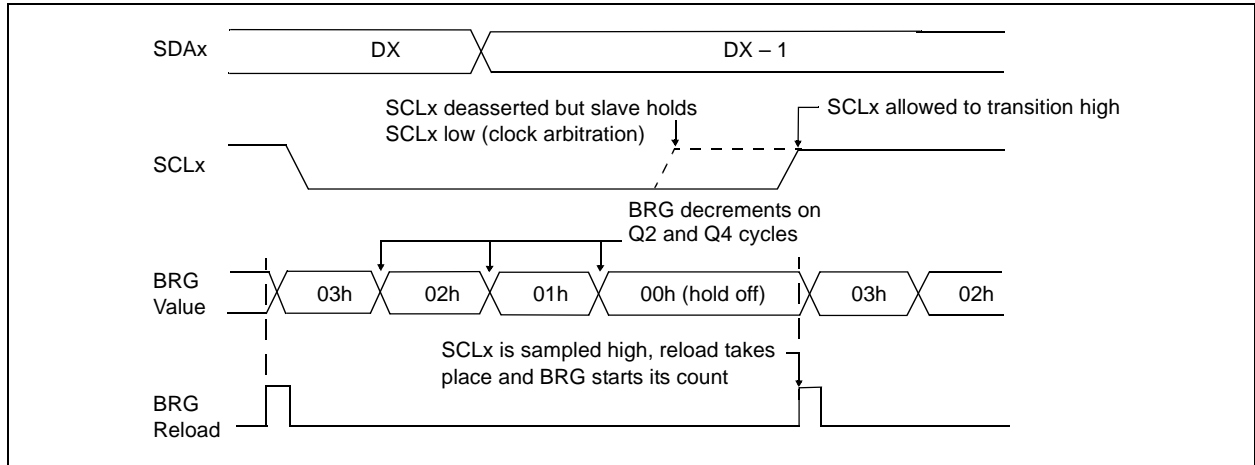 SDAx
DX
DX – 1
SCLx deasserted but slave holds
SCLx low (clock arbitration)
SCLx allowed to transition high
SCLx
BRG decrements on
Q2 and Q4 cycles
BRG
Value
03h
02h
01h
00h (hold off)
03h
02h
SCLx is sampled high, reload takes
place and BRG starts its count
BRG
Reload